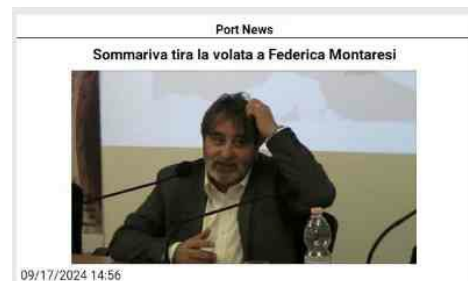 Port News
Sommariva tira la volata a Federica Montaresi
09/17/2024 14:56